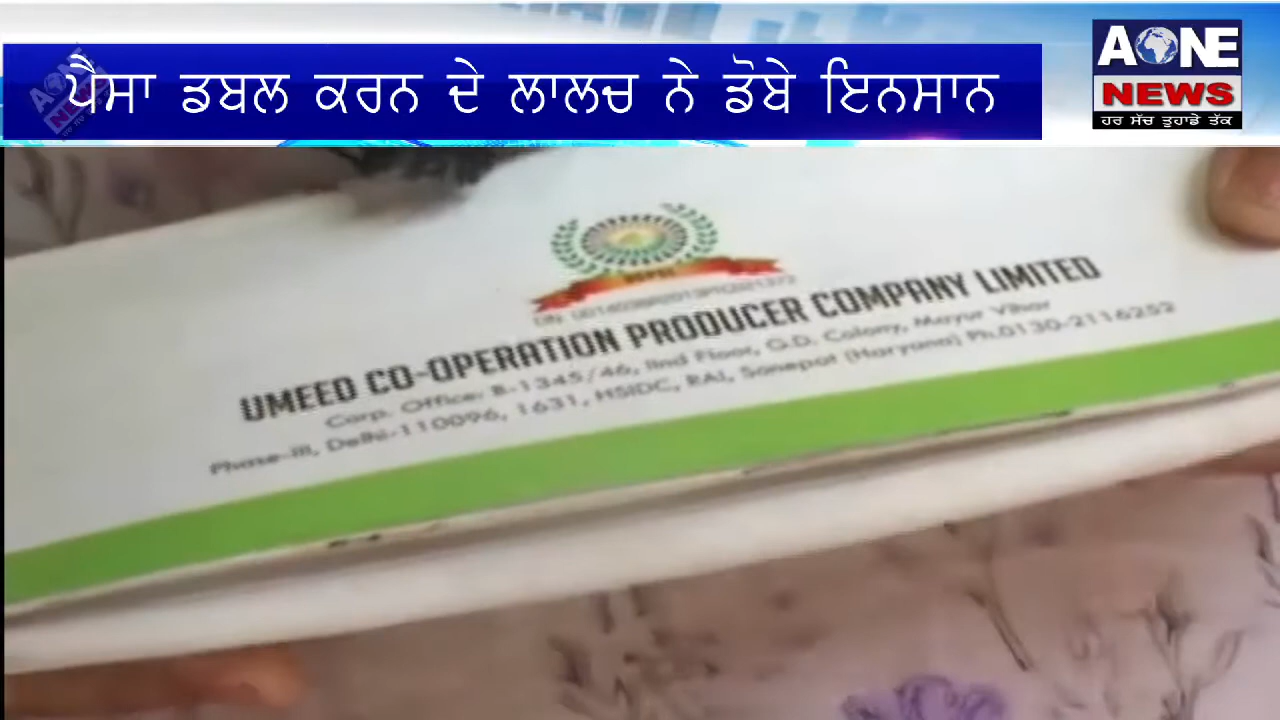 ਪੈਸਾ ਡਬਲ ਕਰਨ ਦੇ ਲਾਲਚ ਨੇ ਡੋਬੇ ਇਨਸਾਨ
AONE
NEWS
ਹਰ ਸੱਚ ਤੁਹਾਡੇ ਤੱਕ
UMEED CO-OPERATION PRODUCER COMPANY LIMITED
Corp. Office: B-1345/46, IInd Floor, G.D. Colony, Mayur Vihar
Phase-III, Delhi-110096, 1631, HSIDC, RAI, Sonepat (Haryana) Ph.0130-2116252